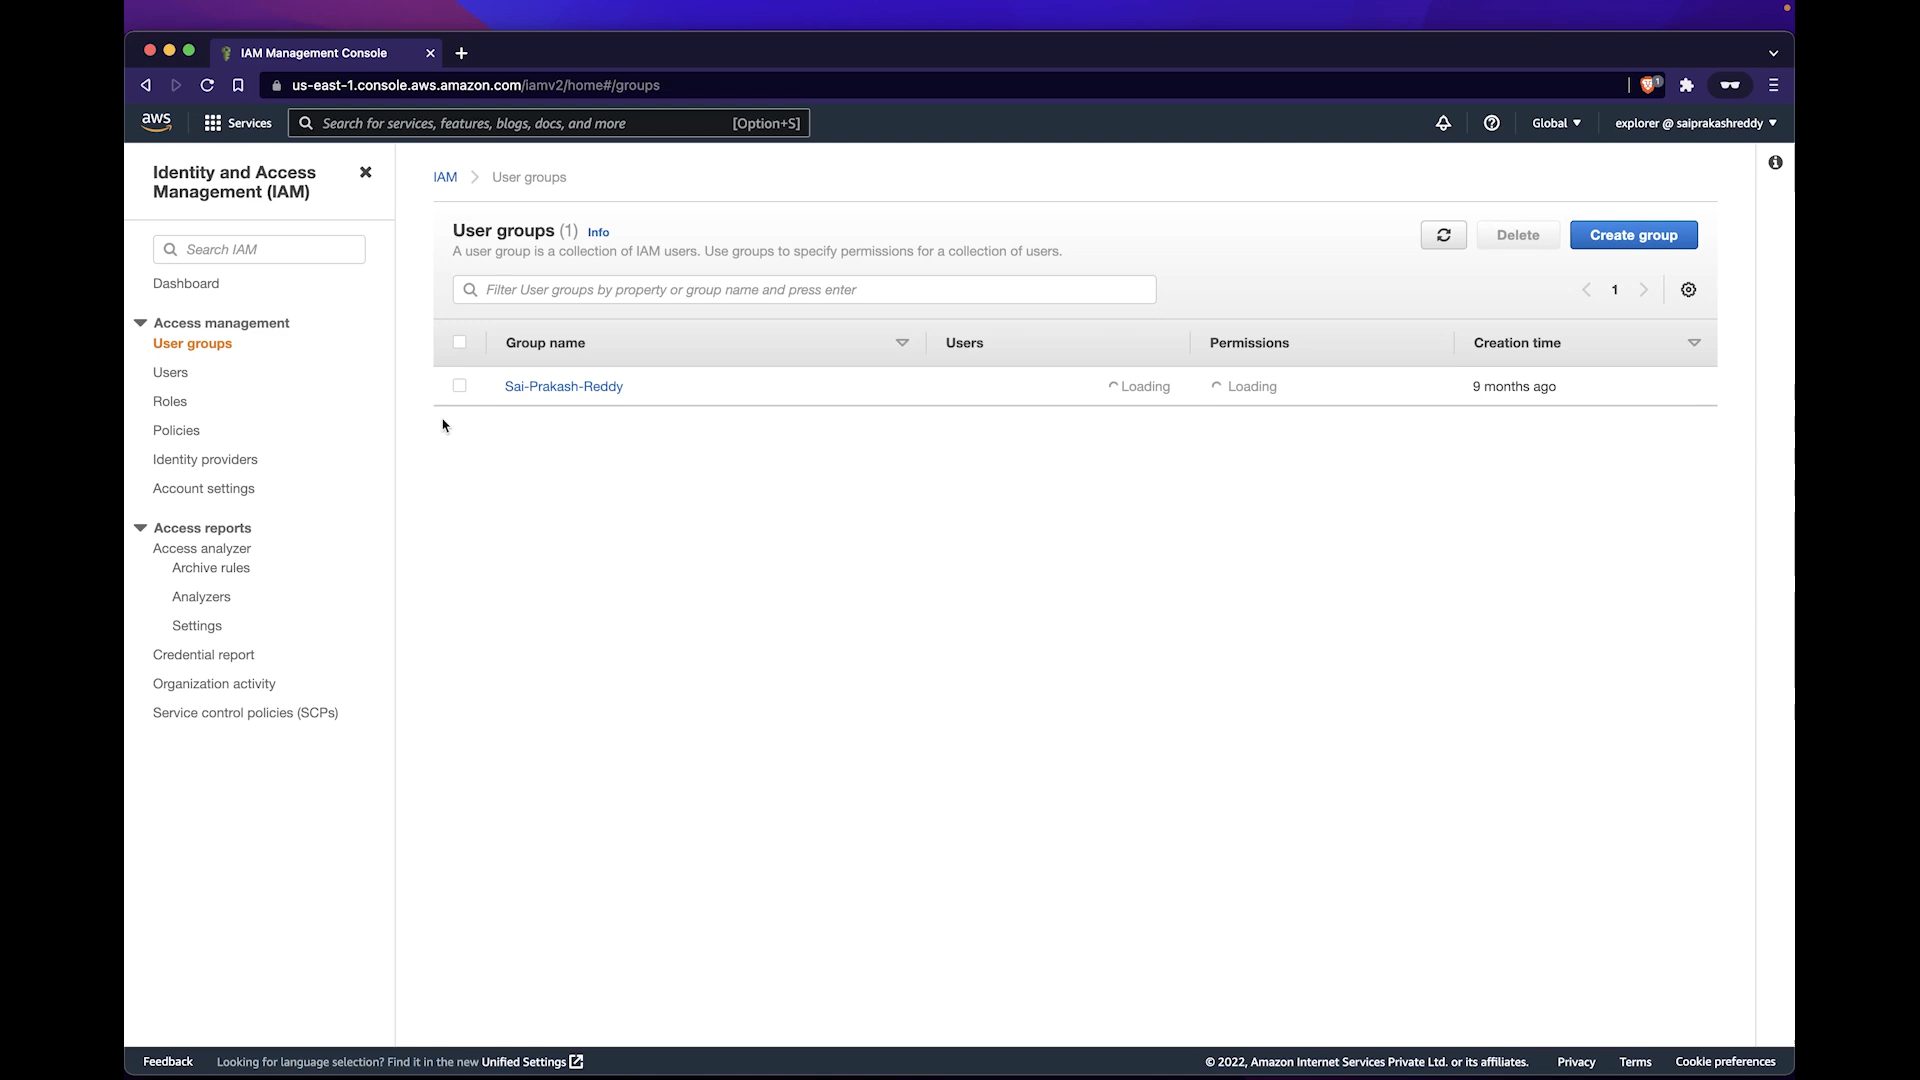 IAM Management Console
us-east-1.console.aws.amazon.com/iamv2/home#/groups
1
aws
Services
Search for services, features, blogs, docs, and more
[Option+S]
Global
explorer @ saiprakashreddy
Identity and Access
Management (IAM)
Search IAM
Dashboard
Access management
User groups
Users
Roles
Policies
Identity providers
Account settings
Access reports
Access analyzer
Archive rules
Analyzers
Settings
Credential report
Organization activity
Service control policies (SCPs)
IAM
User groups
User groups (1) Info
A user group is a collection of IAM users. Use groups to specify permissions for a collection of users.
Delete
Create group
Filter User groups by property or group name and press enter
1
Group name
Users
Permissions
Creation time
Sai-Prakash-Reddy
Loading
Loading
9 months ago
Feedback
Looking for language selection? Find it in the new Unified Settings
© 2022, Amazon Internet Services Private Ltd. or its affiliates.
Privacy
Terms
Cookie preferences